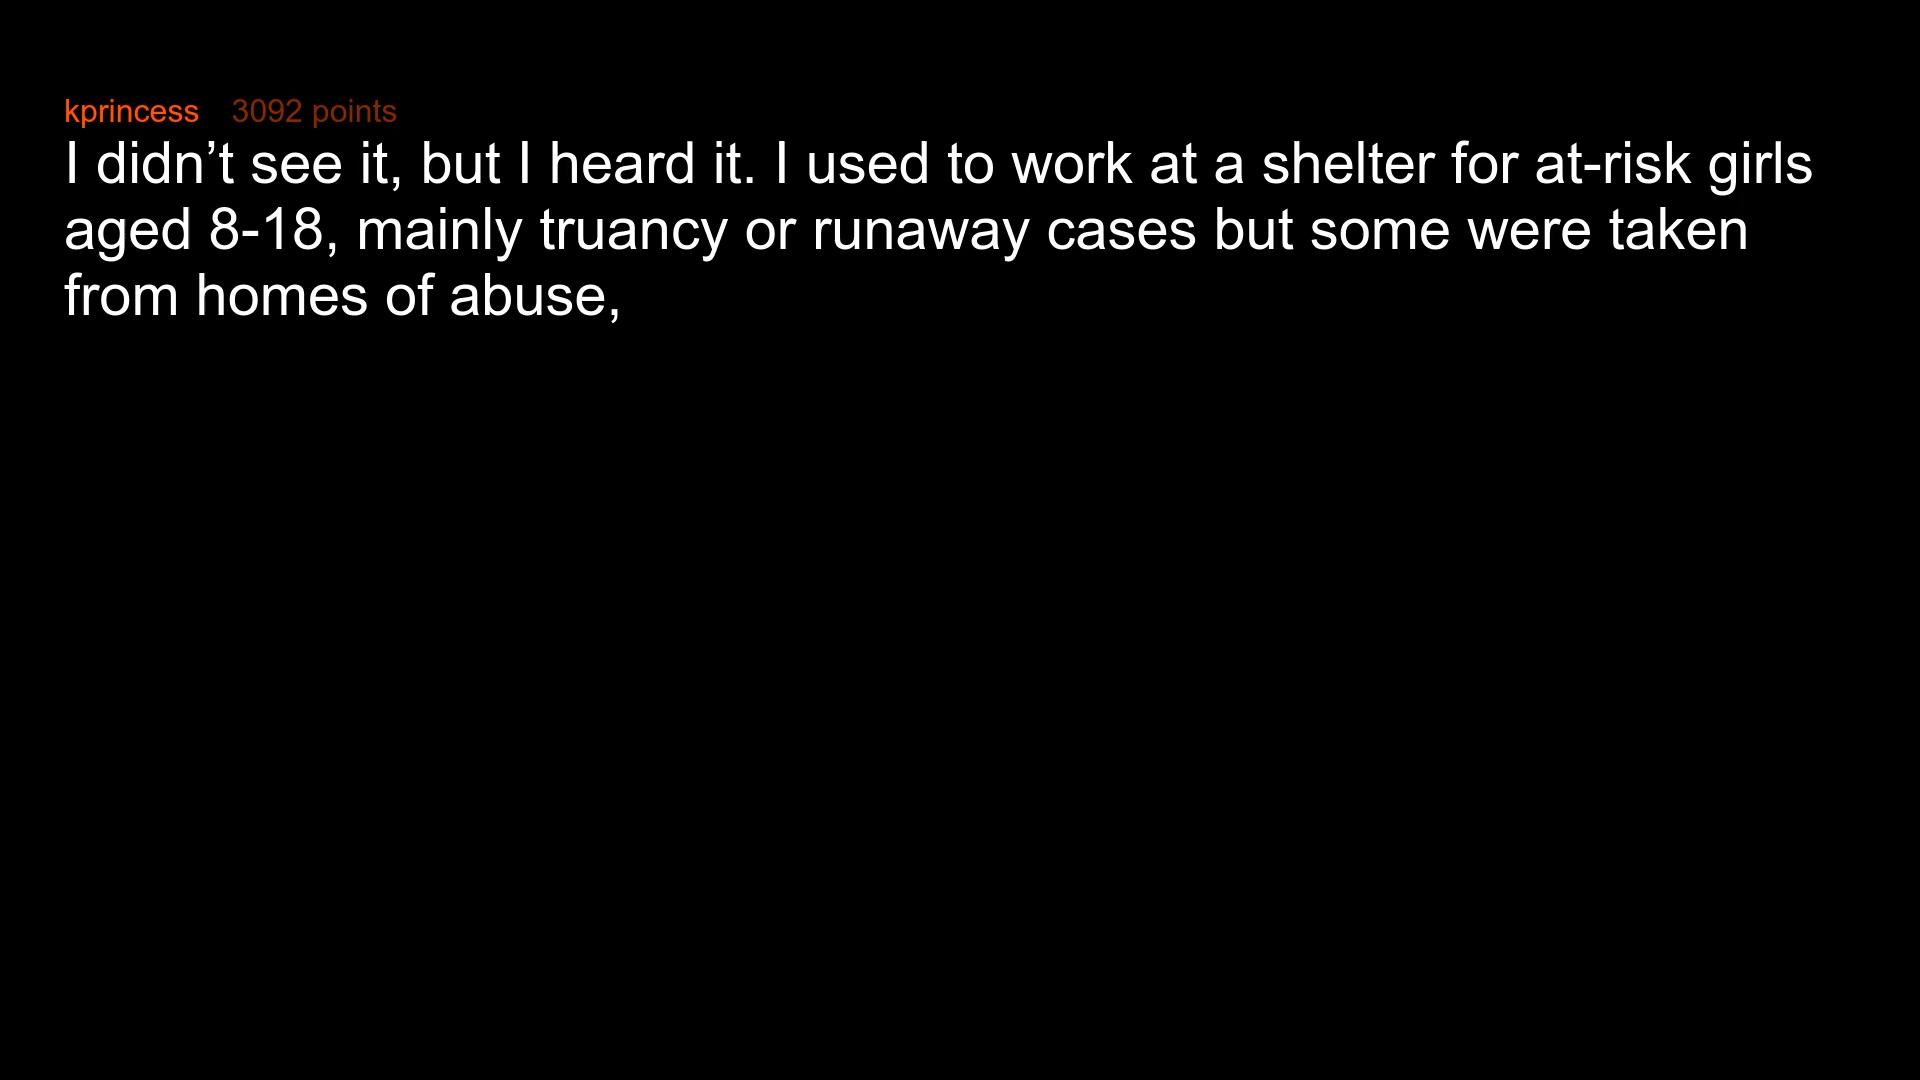 kprincess 3092 points
I didn’t see it, but I heard it. I used to work at a shelter for at-risk girls
aged 8-18, mainly truancy or runaway cases but some were taken
from homes of abuse,